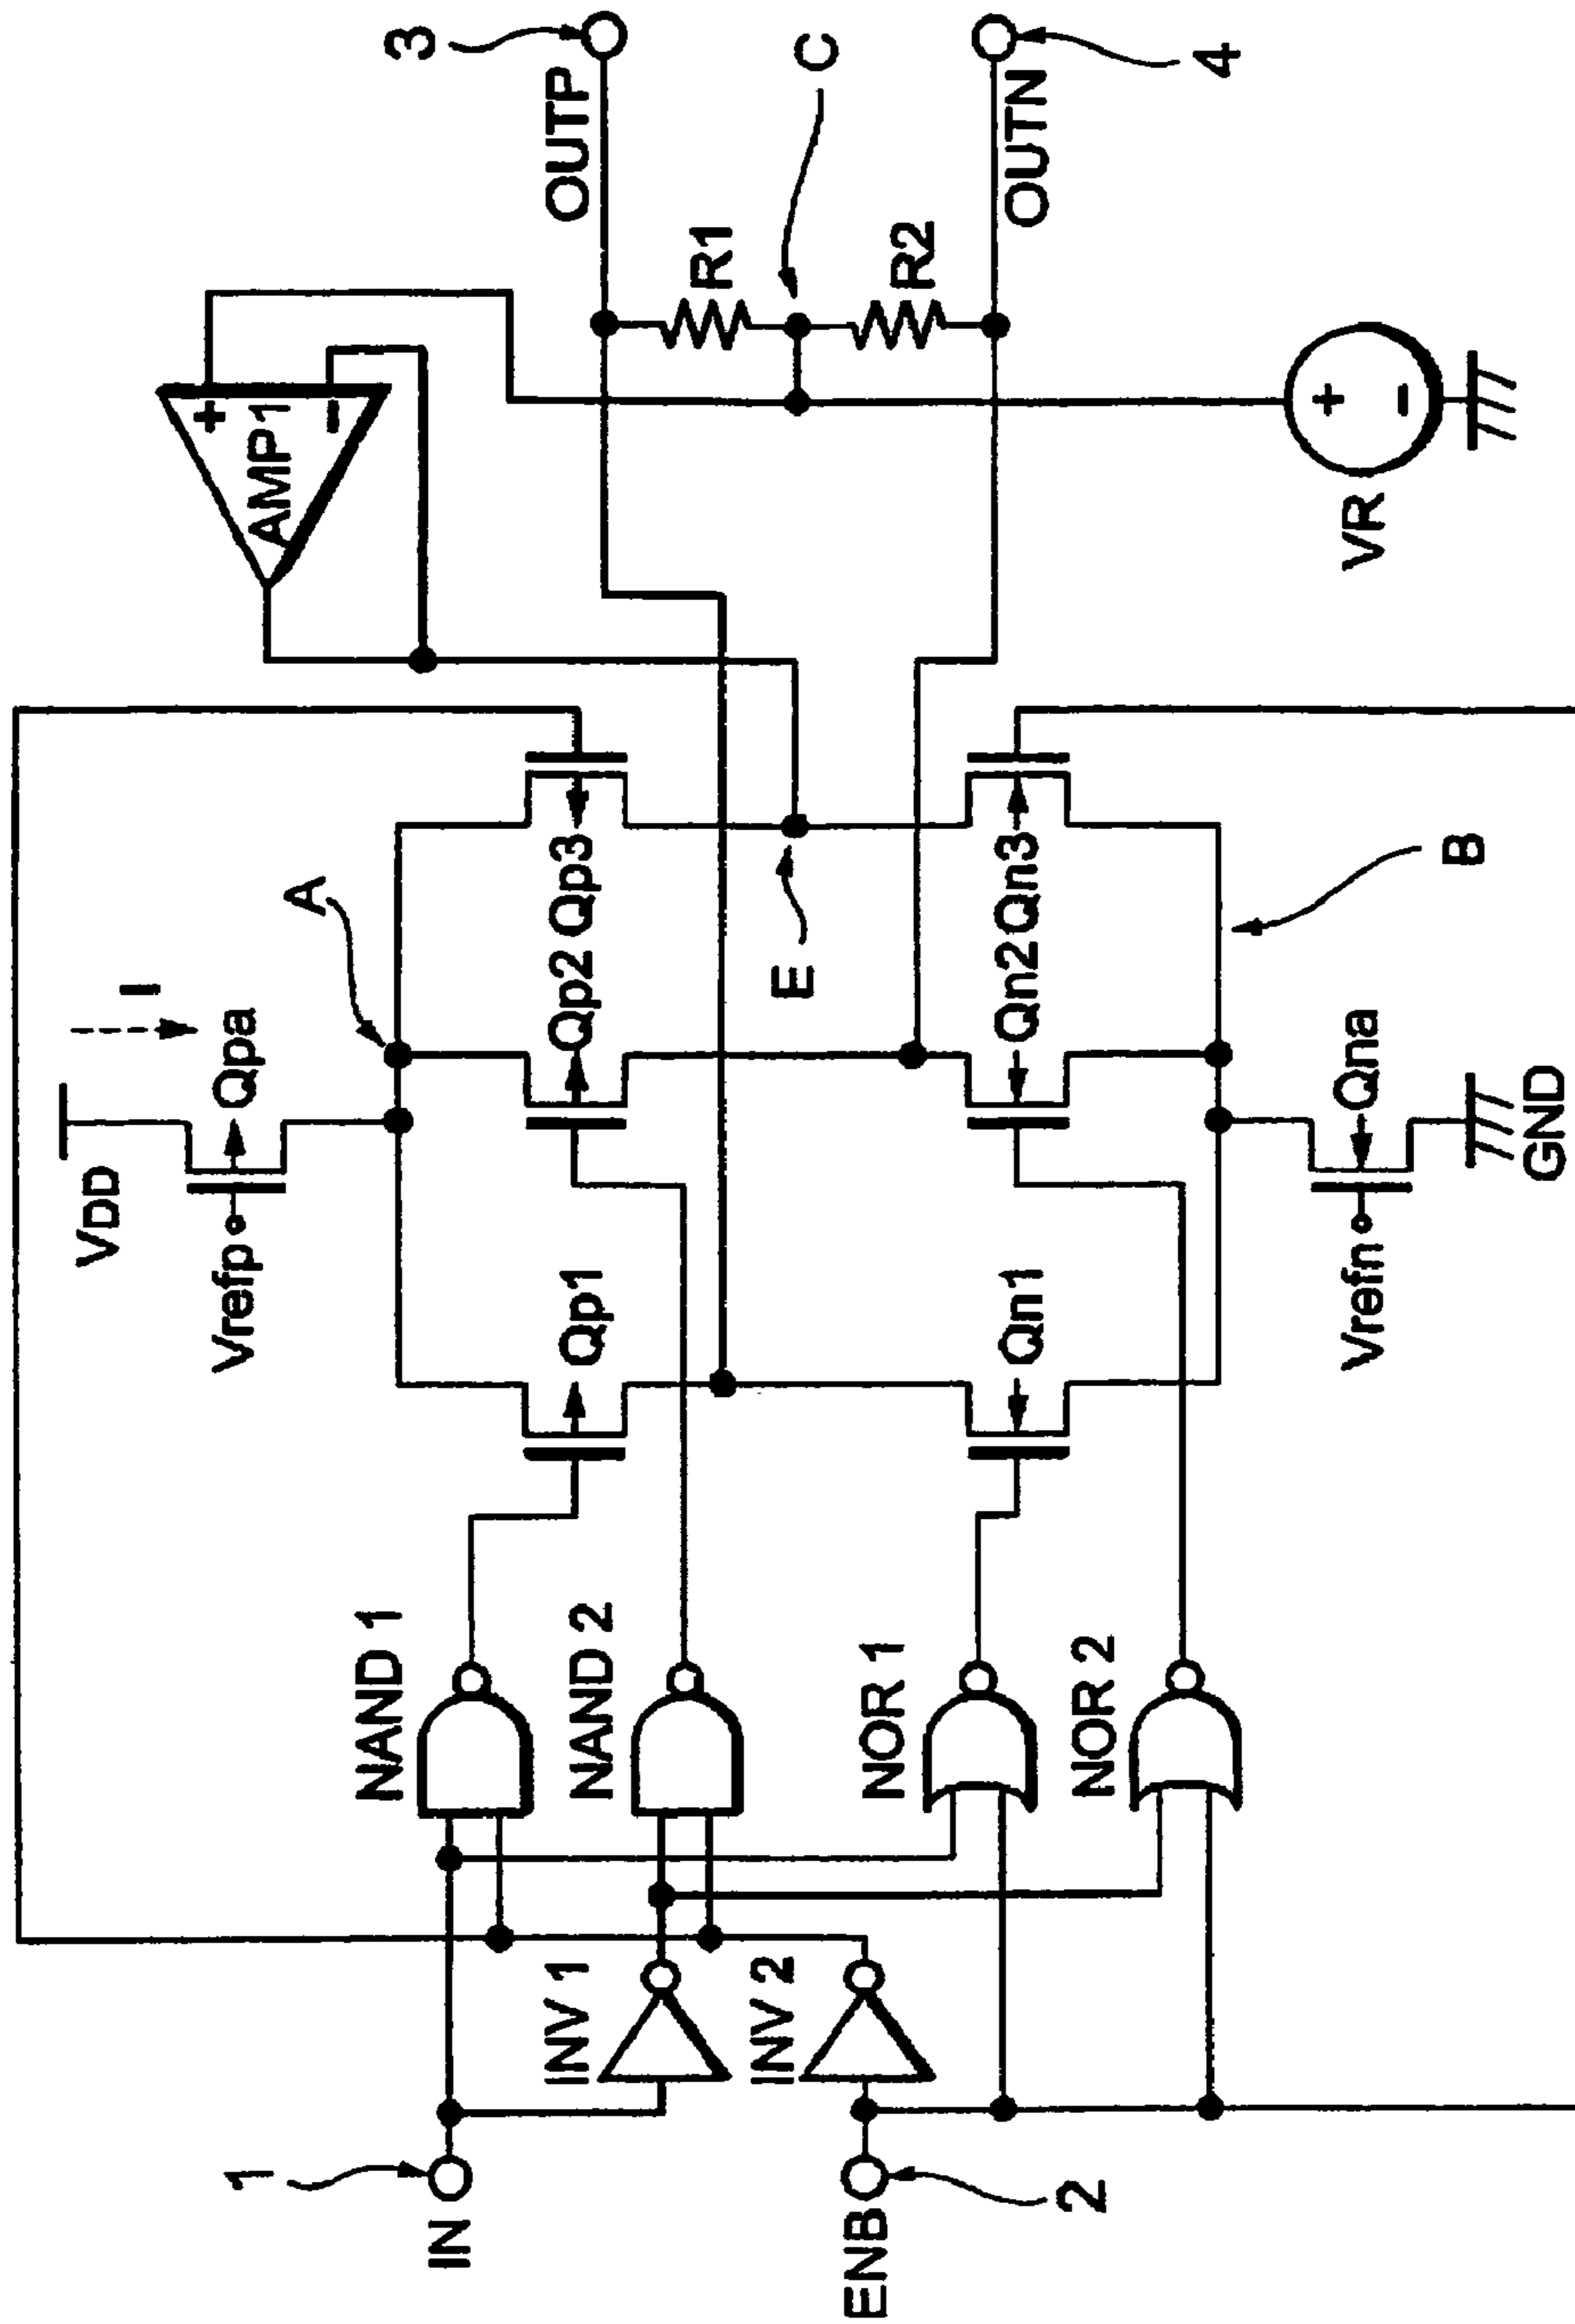 1
IN
2
ENB
INV 1
INV 2
NAND 1
NAND 2
NOR 1
NOR 2
VDD
I
Vrefp
Qpa
A
Qp1
Qp2
Qp3
Qn1
Qn2
Qn3
E
B
Vrefn
Qna
GND
AMP1
+
-
OUTP
3
R1
C
R2
OUTN
4
VR
+
-